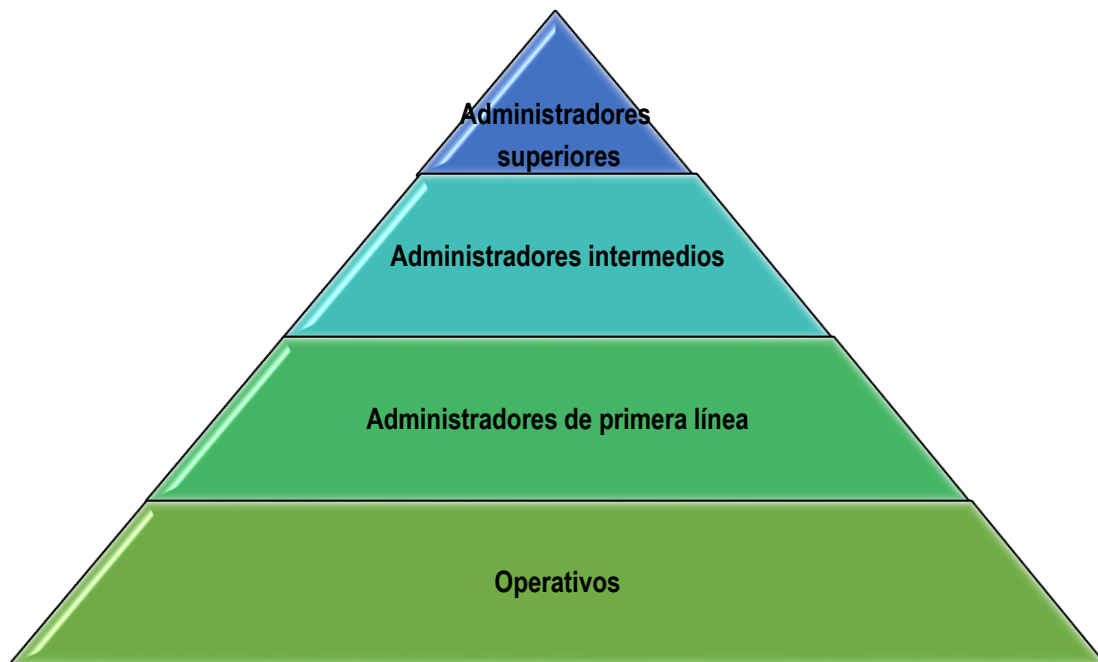 Administradores
superiores
Administradores intermedios
Administradores de primera línea
Operativos